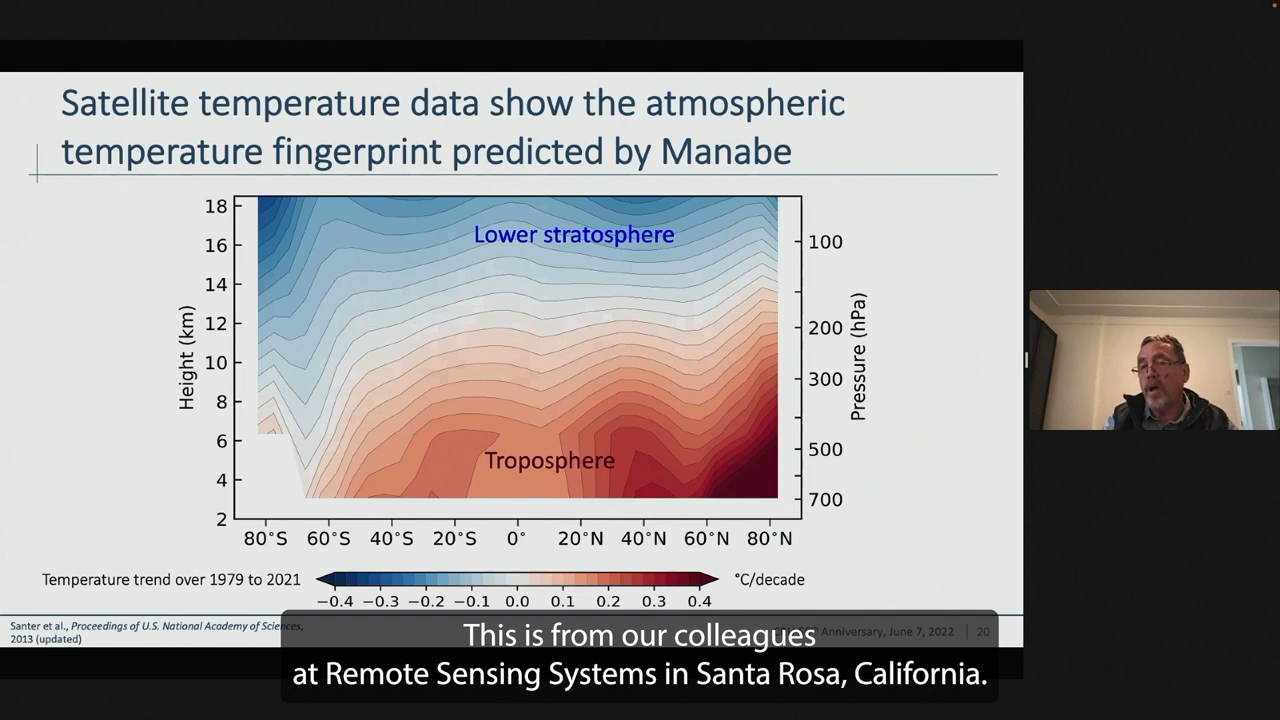 Satellite temperature data show the atmospheric
temperature fingerprint predicted by Manabe
18
16
14
12
10
8
6
4
2
Height (km)
Lower stratosphere
Troposphere
100
200
300
500
700
Pressure (hPa)
80°S 60°S 40°S 20°S 0° 20°N 40°N 60°N 80°N
Temperature trend over 1979 to 2021
°C/decade
−0.4 −0.3 −0.2 −0.1 0.0 0.1 0.2 0.3 0.4
Santer et al., Proceedings of U.S. National Academy of Sciences,
2013 (updated)
Anniversary, June 7, 2022 20
This is from our colleagues
at Remote Sensing Systems in Santa Rosa, California.